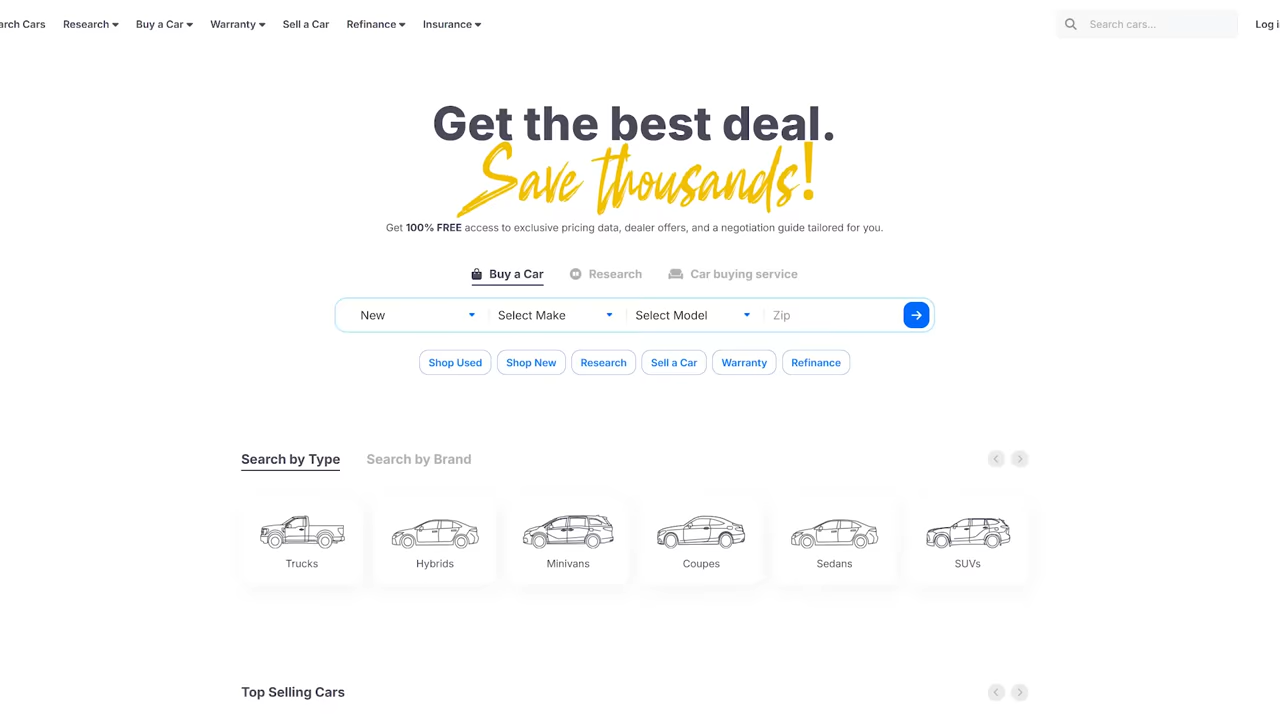 arch Cars Research Buy a Car Warranty Sell a Car Refinance Insurance Search cars... Log i
Get the best deal.
Save thousands!
Get 100% FREE access to exclusive pricing data, dealer offers, and a negotiation guide tailored for you.
Buy a Car Research Car buying service
New Select Make Select Model Zip
Shop Used Shop New Research Sell a Car Warranty Refinance
Search by Type Search by Brand
Trucks Hybrids Minivans Coupes Sedans SUVs
Top Selling Cars